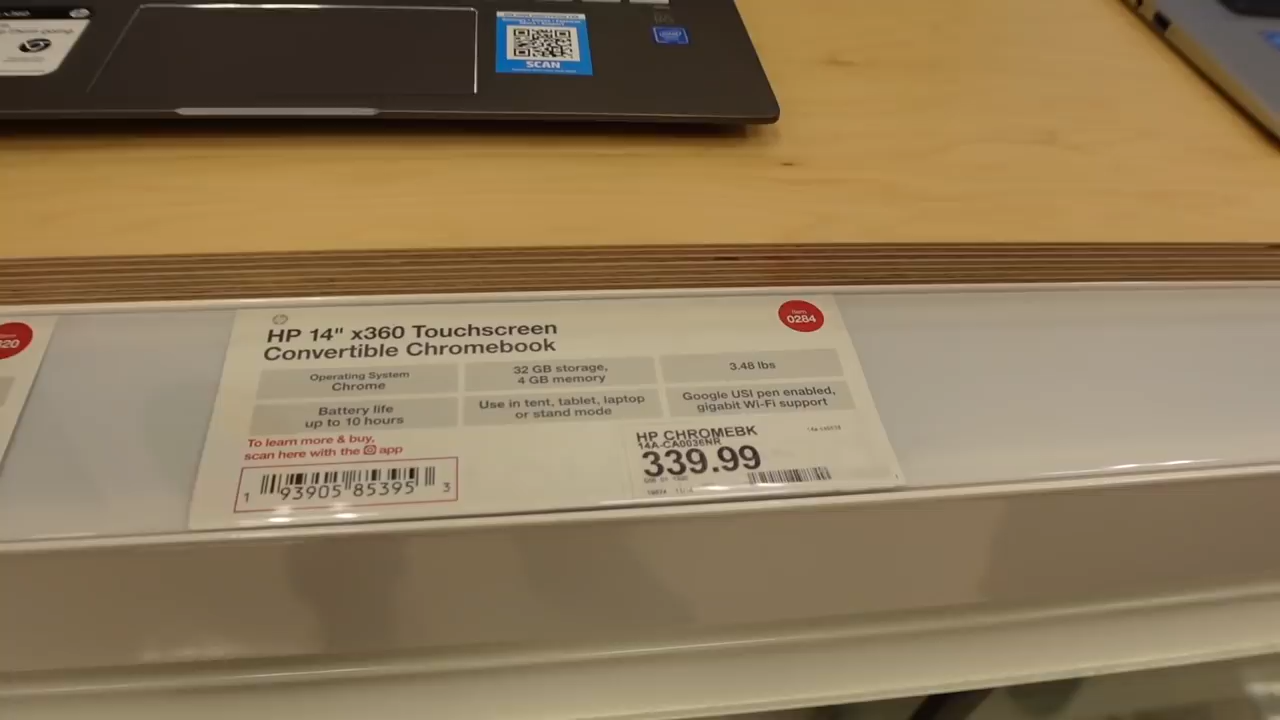 x360
SCAN
HP 14" x360 Touchscreen
Convertible Chromebook
Item
0284
Operating System
Chrome
32 GB storage,
4 GB memory
3.48 lbs
Battery life
up to 10 hours
Use in tent, tablet, laptop
or stand mode
Google USI pen enabled,
gigabit Wi-Fi support
To learn more & buy,
scan here with the app
1 93905 85395 3
HP CHROMEBK
14A-CA0036NR
339.99